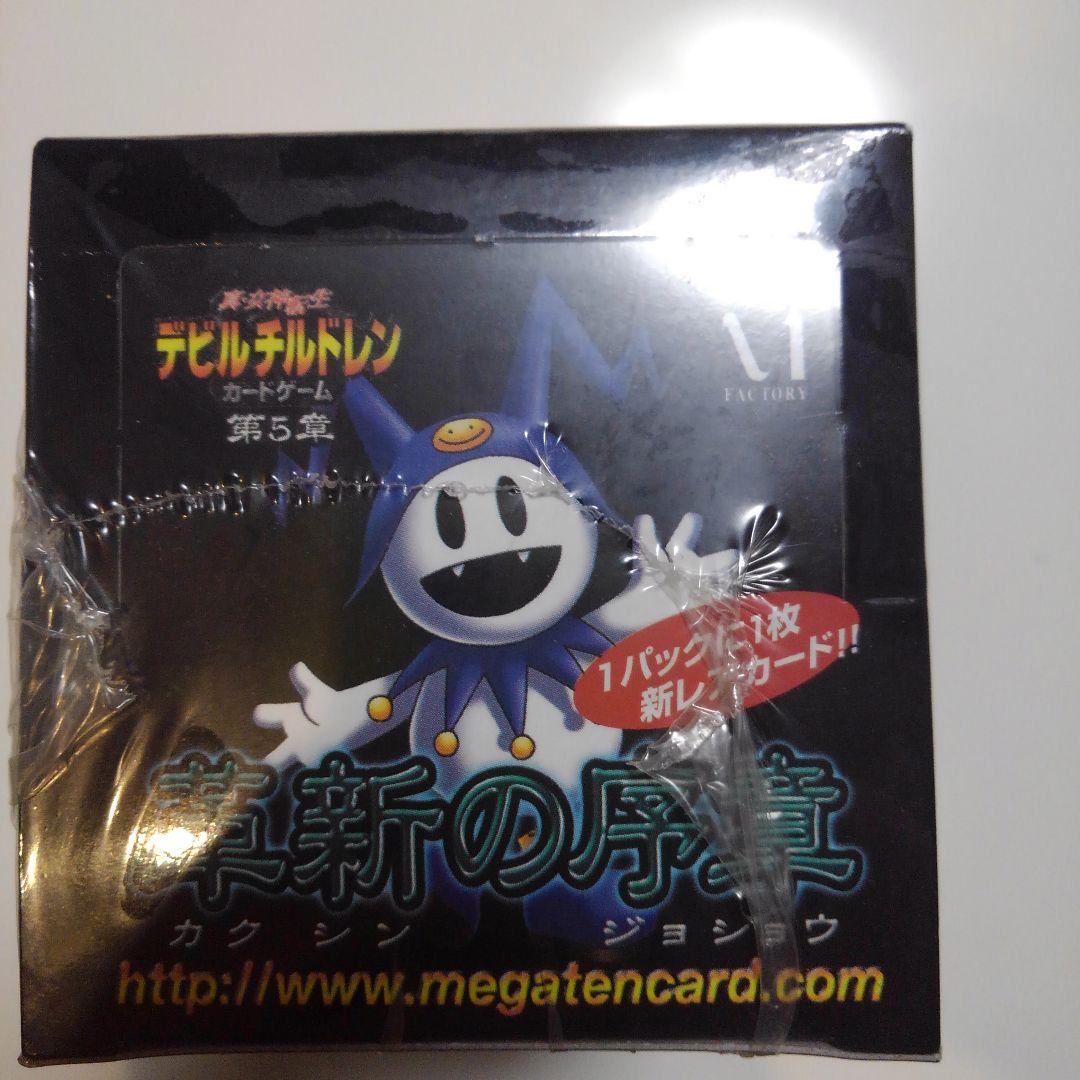 真・女神転生
デビルチルドレン
カードゲーム
第5章
FACTORY
1パックに1枚
新レアカード!!
革新の序章
カクシン ジョショウ
http://www.megatencard.com